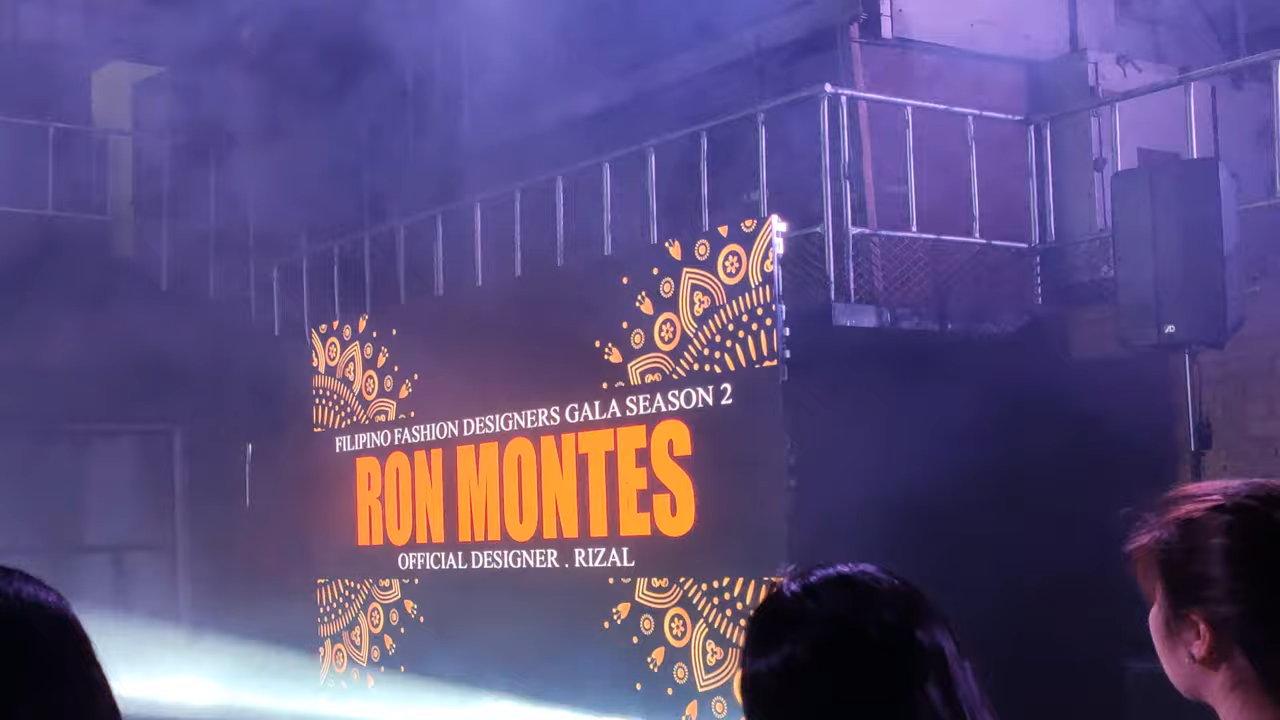 FILIPINO FASHION DESIGNERS GALA SEASON 2
RON MONTES
OFFICIAL DESIGNER . RIZAL